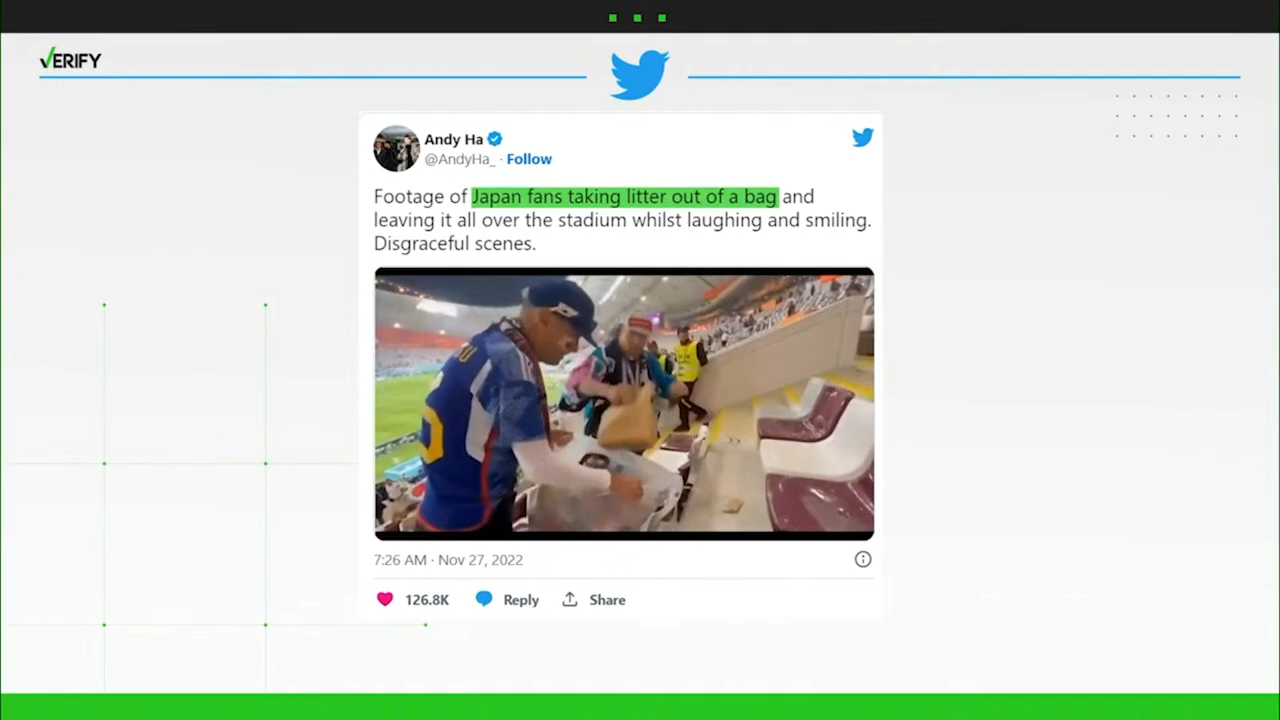 VERIFY
Andy Ha
@AndyHa_ · Follow
Footage of Japan fans taking litter out of a bag and
leaving it all over the stadium whilst laughing and smiling.
Disgraceful scenes.
7:26 AM · Nov 27, 2022
126.8K Reply Share